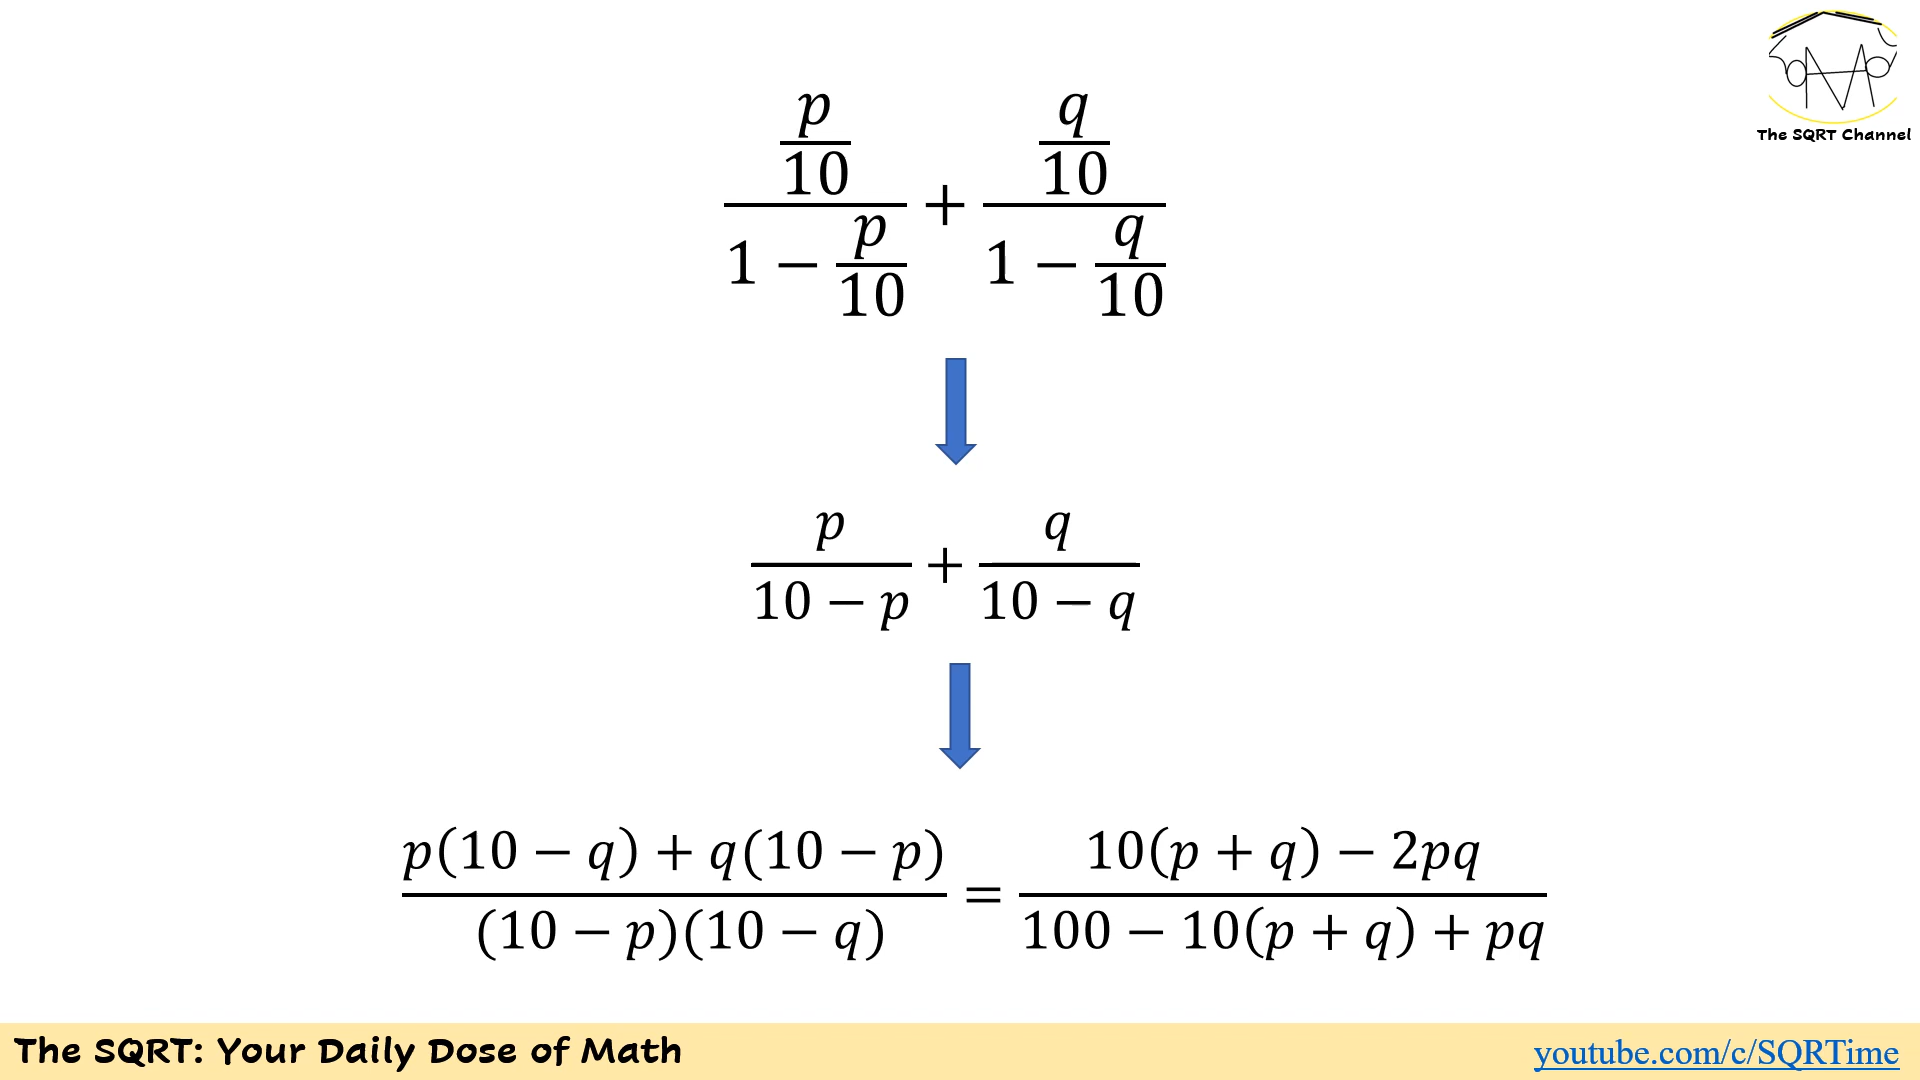 p/10 / (1 − p/10) + q/10 / (1 − q/10)
p/(10 − p) + q/(10 − q)
(p(10 − q) + q(10 − p)) / ((10 − p)(10 − q)) = (10(p + q) − 2pq) / (100 − 10(p + q) + pq)
The SQRT Channel
The SQRT: Your Daily Dose of Math
youtube.com/c/SQRTime